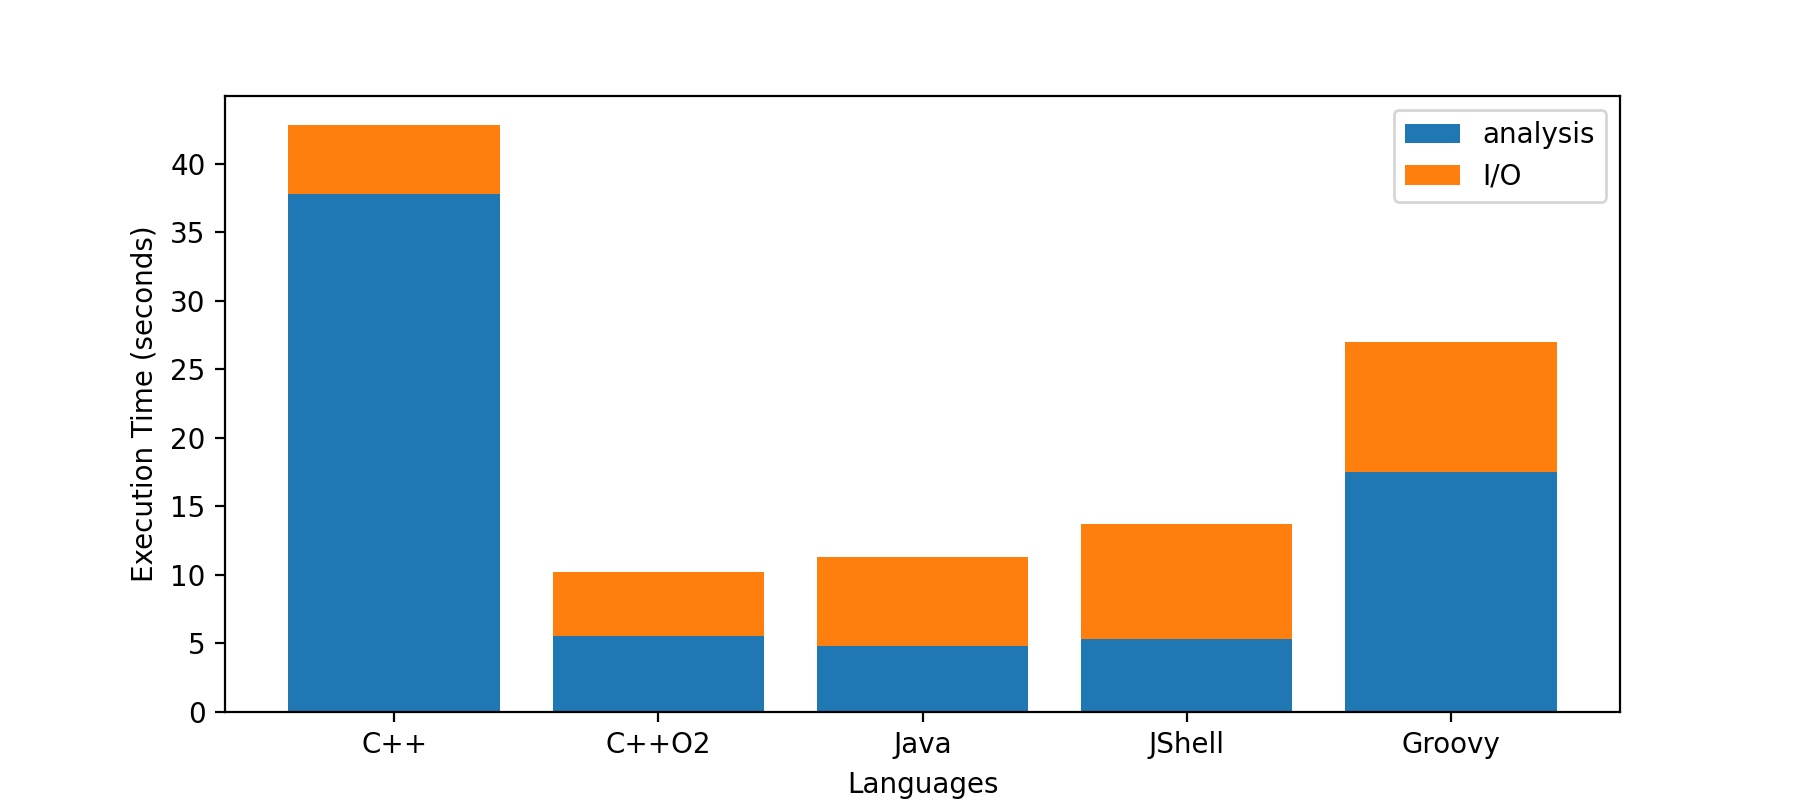 analysis
I/O
Execution Time (seconds)
40
35
30
25
20
15
10
5
0
C++
C++O2
Java
JShell
Groovy
Languages